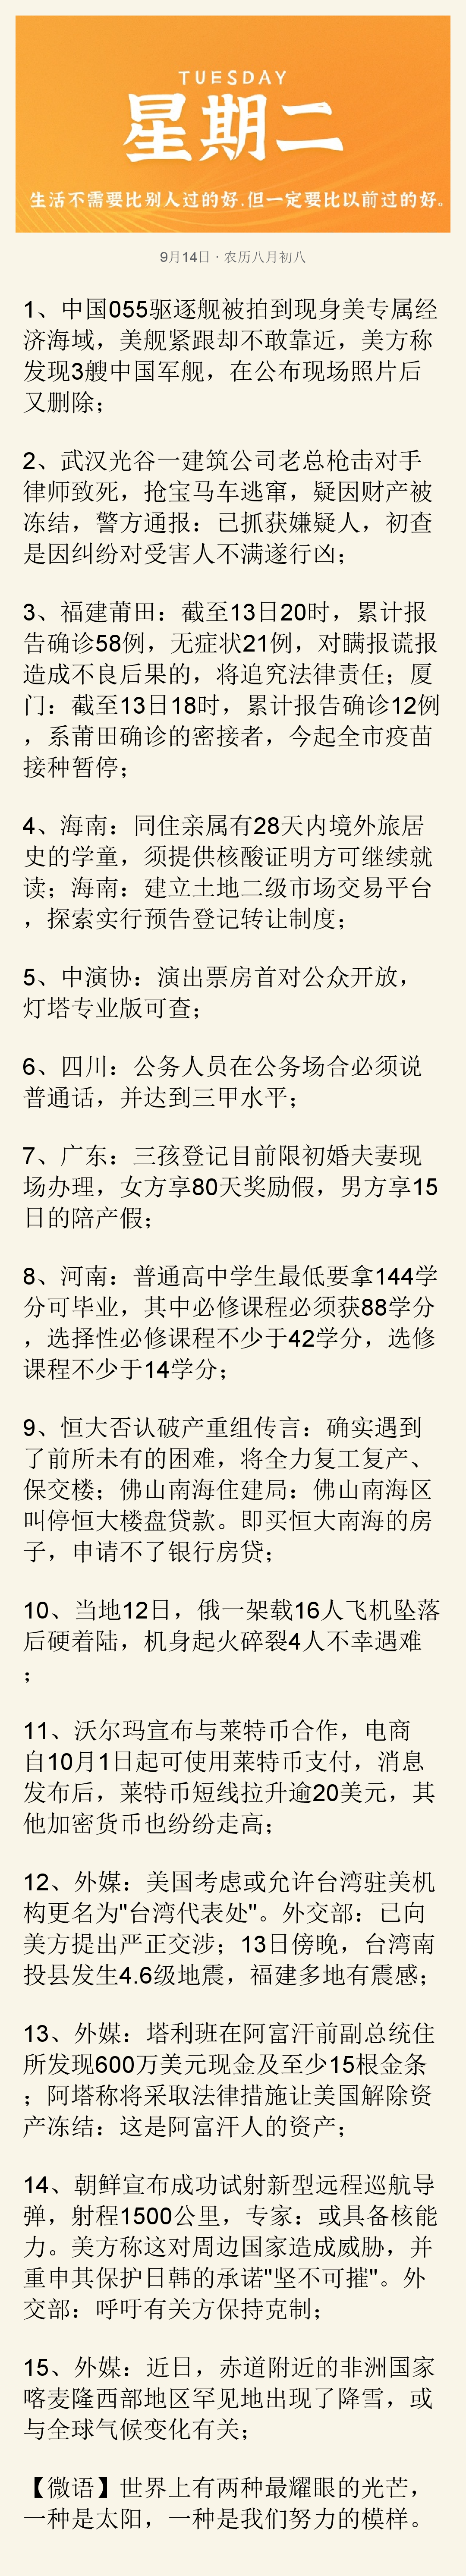 TUESDAY
星期二
生活不需要比别人过的好,但一定要比以前过的好。
9月14日 · 农历八月初八
1、中国055驱逐舰被拍到现身美专属经
济海域，美舰紧跟却不敢靠近，美方称
发现3艘中国军舰，在公布现场照片后
又删除；
2、武汉光谷一建筑公司老总枪击对手
律师致死，抢宝马车逃窜，疑因财产被
冻结，警方通报：已抓获嫌疑人，初查
是因纠纷对受害人不满遂行凶；
3、福建莆田：截至13日20时，累计报
告确诊58例，无症状21例，对瞒报谎报
造成不良后果的，将追究法律责任；厦
门：截至13日18时，累计报告确诊12例
，系莆田确诊的密接者，今起全市疫苗
接种暂停；
4、海南：同住亲属有28天内境外旅居
史的学童，须提供核酸证明方可继续就
读；海南：建立土地二级市场交易平台
，探索实行预告登记转让制度；
5、中演协：演出票房首对公众开放，
灯塔专业版可查；
6、四川：公务人员在公务场合必须说
普通话，并达到三甲水平；
7、广东：三孩登记目前限初婚夫妻现
场办理，女方享80天奖励假，男方享15
日的陪产假；
8、河南：普通高中学生最低要拿144学
分可毕业，其中必修课程必须获88学分
，选择性必修课程不少于42学分，选修
课程不少于14学分；
9、恒大否认破产重组传言：确实遇到
了前所未有的困难，将全力复工复产、
保交楼；佛山南海住建局：佛山南海区
叫停恒大楼盘贷款。即买恒大南海的房
子，申请不了银行房贷；
10、当地12日，俄一架载16人飞机坠落
后硬着陆，机身起火碎裂4人不幸遇难
；
11、沃尔玛宣布与莱特币合作，电商
自10月1日起可使用莱特币支付，消息
发布后，莱特币短线拉升逾20美元，其
他加密货币也纷纷走高；
12、外媒：美国考虑或允许台湾驻美机
构更名为"台湾代表处"。外交部：已向
美方提出严正交涉；13日傍晚，台湾南
投县发生4.6级地震，福建多地有震感；
13、外媒：塔利班在阿富汗前副总统住
所发现600万美元现金及至少15根金条
；阿塔称将采取法律措施让美国解除资
产冻结：这是阿富汗人的资产；
14、朝鲜宣布成功试射新型远程巡航导
弹，射程1500公里，专家：或具备核能
力。美方称这对周边国家造成威胁，并
重申其保护日韩的承诺"坚不可摧"。外
交部：呼吁有关方保持克制；
15、外媒：近日，赤道附近的非洲国家
喀麦隆西部地区罕见地出现了降雪，或
与全球气候变化有关；
【微语】世界上有两种最耀眼的光芒，
一种是太阳，一种是我们努力的模样。